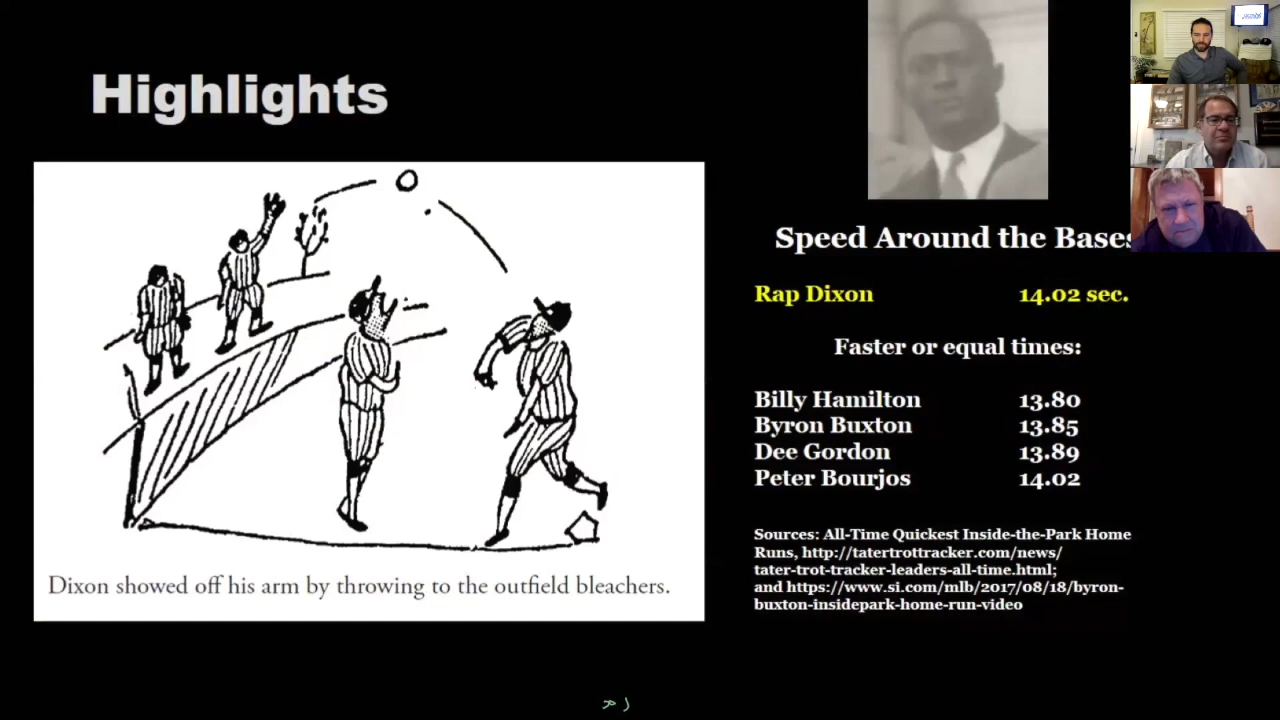 Highlights
Dixon showed off his arm by throwing to the outfield bleachers.
Speed Around the Bases
Rap Dixon 14.02 sec.
Faster or equal times:
Billy Hamilton 13.80
Byron Buxton 13.85
Dee Gordon 13.89
Peter Bourjos 14.02
Sources: All-Time Quickest Inside-the-Park Home
Runs, http://tatertrottracker.com/news/
tater-trot-tracker-leaders-all-time.html;
and https://www.si.com/mlb/2017/08/18/byron-
buxton-insidepark-home-run-video